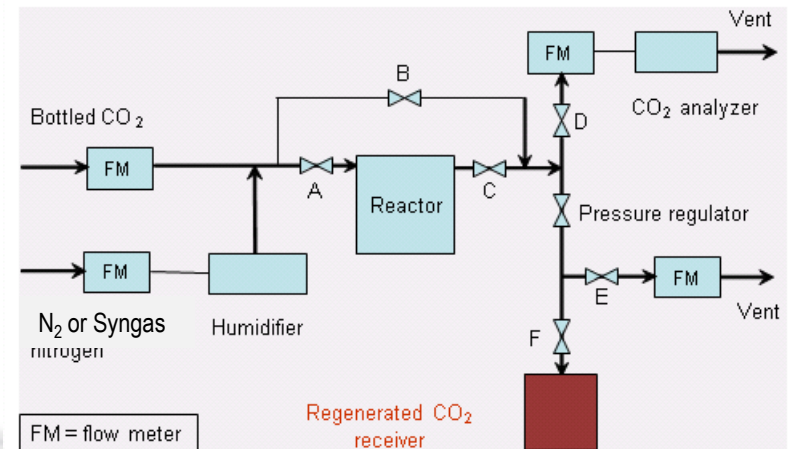 Vent
FM
B
CO2 analyzer
Bottled CO2
D
FM
A
Reactor
C
Pressure regulator
FM
FM
E
Vent
N2 or Syngas
Humidifier
nitrogen
F
Regenerated CO2
receiver
FM = flow meter